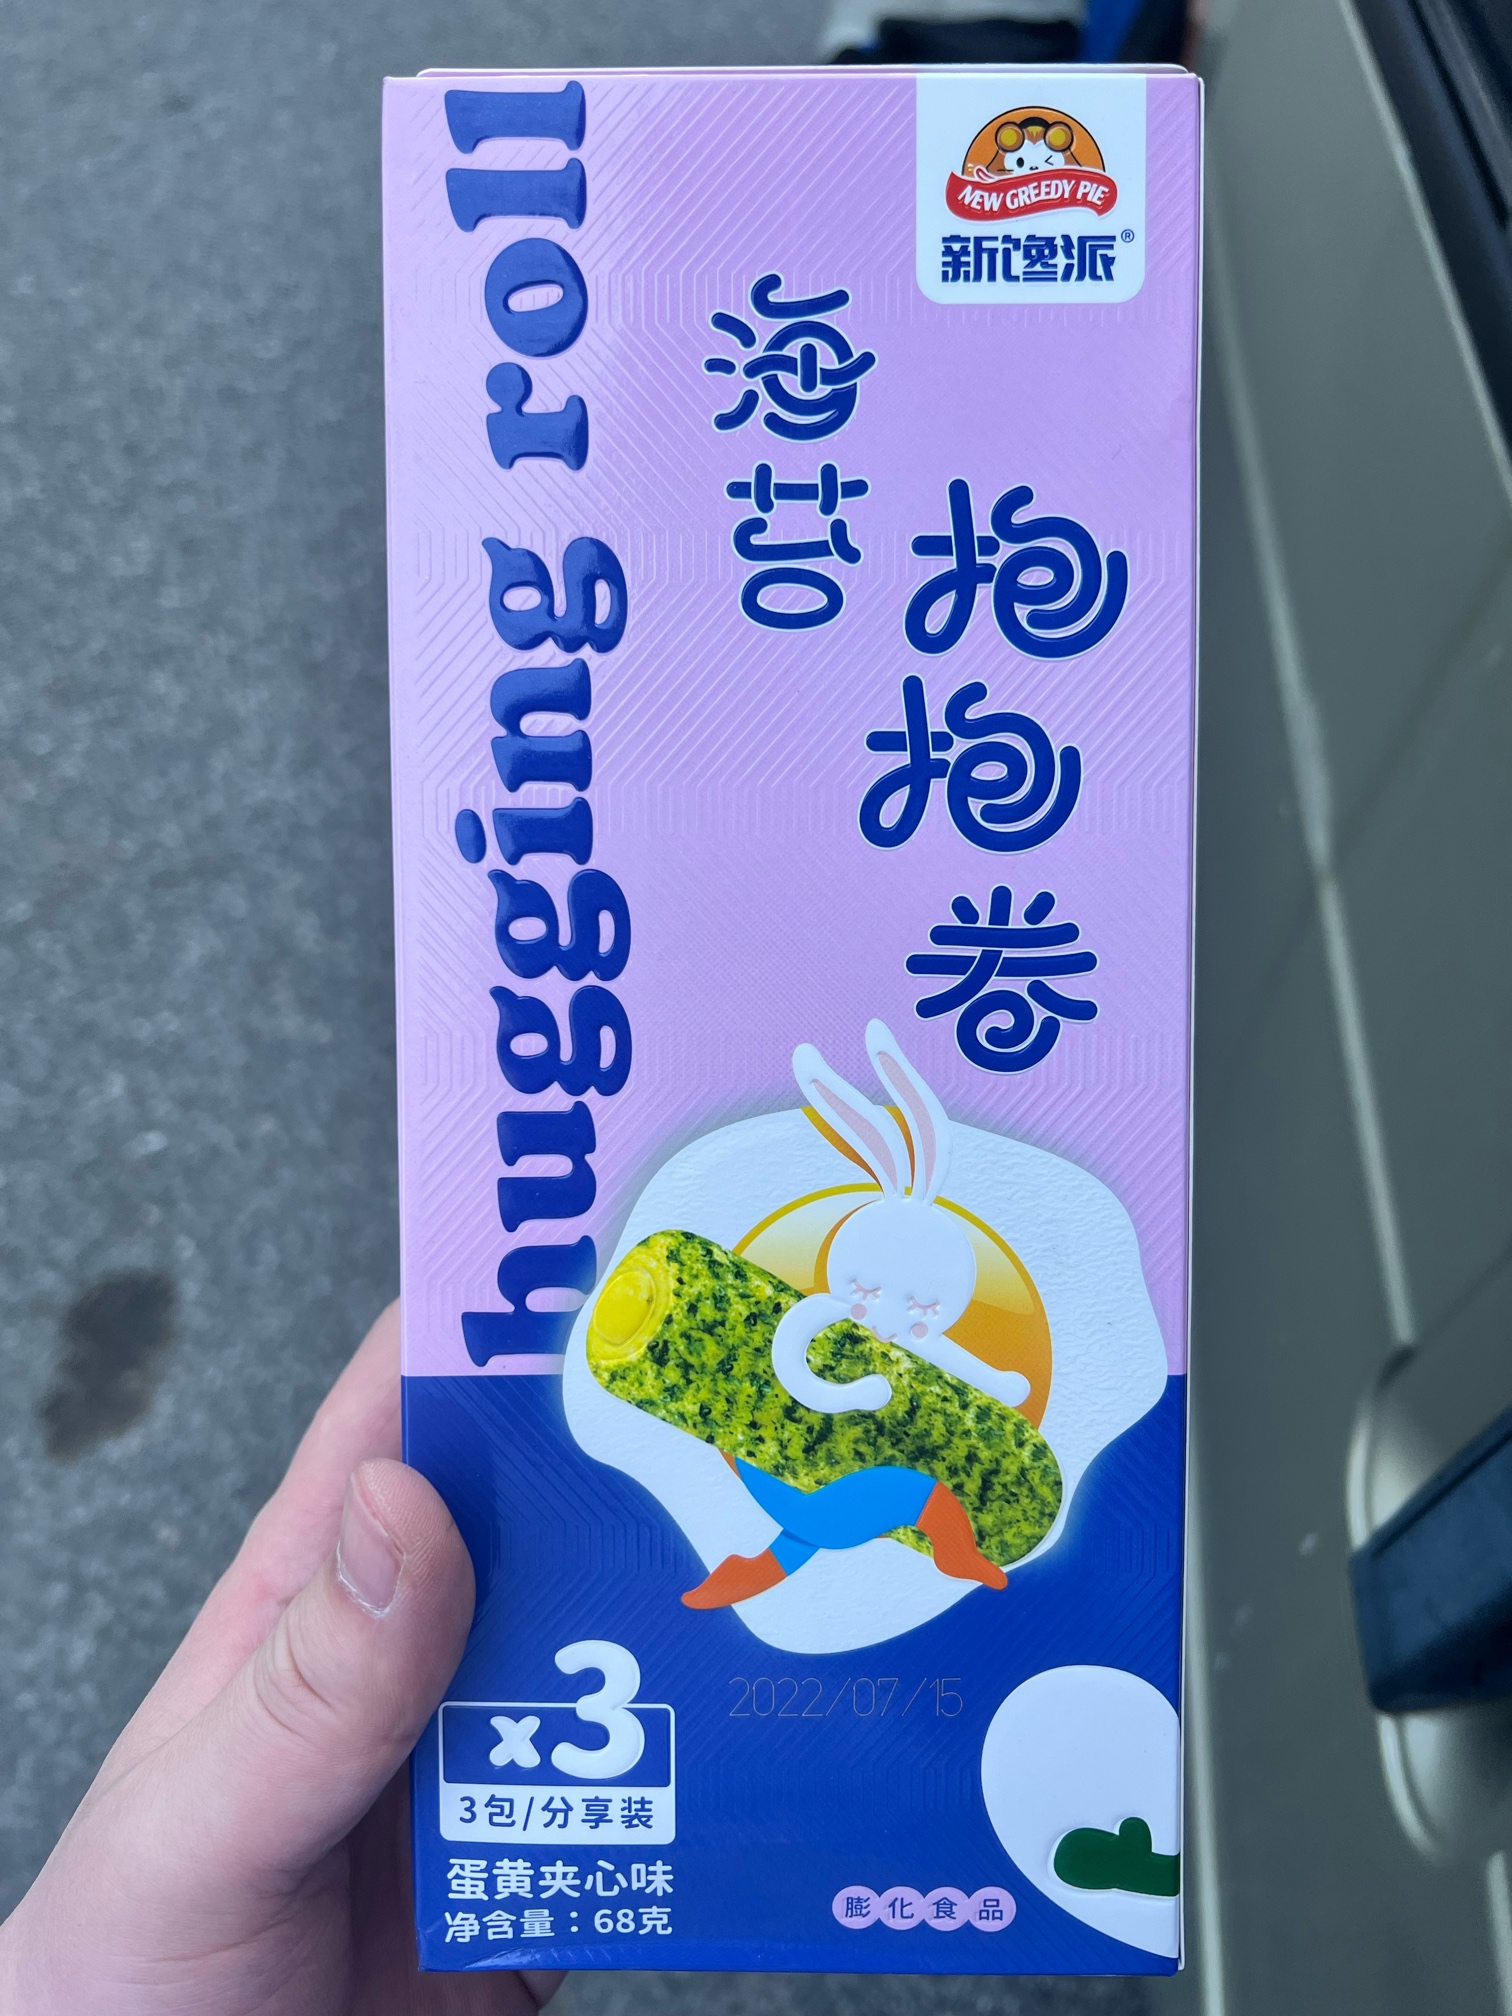 NEW GREEDY PIE
新馋派®
hugging roll
海苔
抱抱卷
2022/07/15
x3
3包/分享装
蛋黄夹心味
净含量：68克
膨化食品